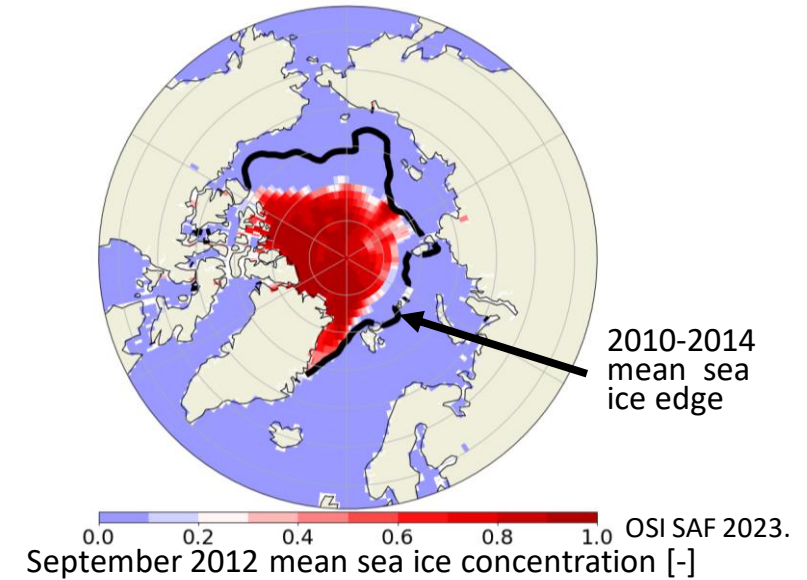 2010-2014
mean sea
ice edge
0.0 0.2 0.4 0.6 0.8 1.0 OSI SAF 2023.
September 2012 mean sea ice concentration [-]